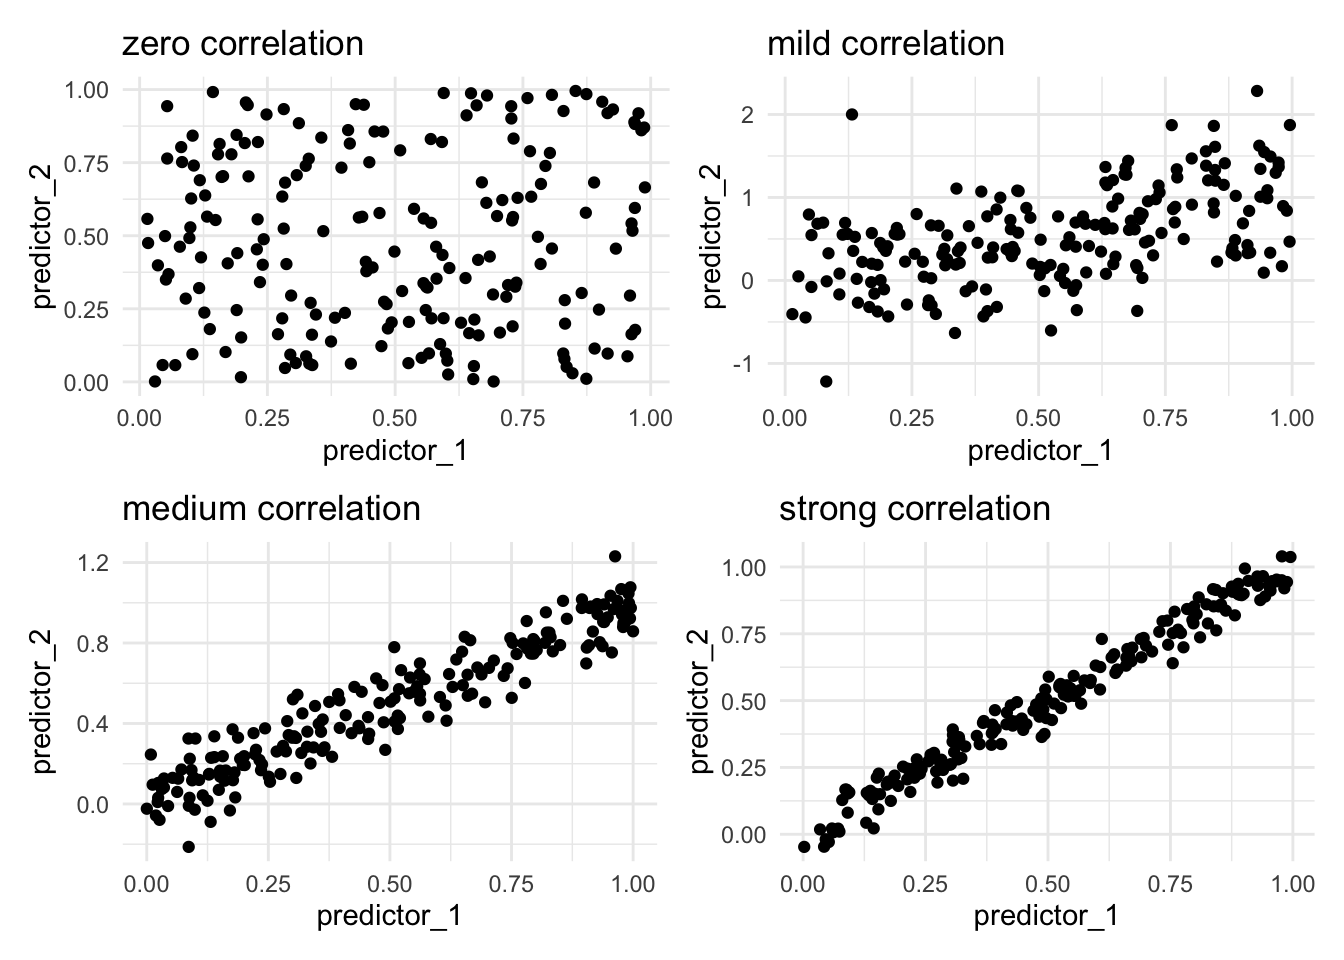 zero correlation
1.00
0.75
0.50
0.25
0.00
predictor_2
0.00 0.25 0.50 0.75 1.00
predictor_1
mild correlation
2
1
0
-1
predictor_2
0.00 0.25 0.50 0.75 1.00
predictor_1
medium correlation
1.2
0.8
0.4
0.0
predictor_2
0.00 0.25 0.50 0.75 1.00
predictor_1
strong correlation
1.00
0.75
0.50
0.25
0.00
predictor_2
0.00 0.25 0.50 0.75 1.00
predictor_1